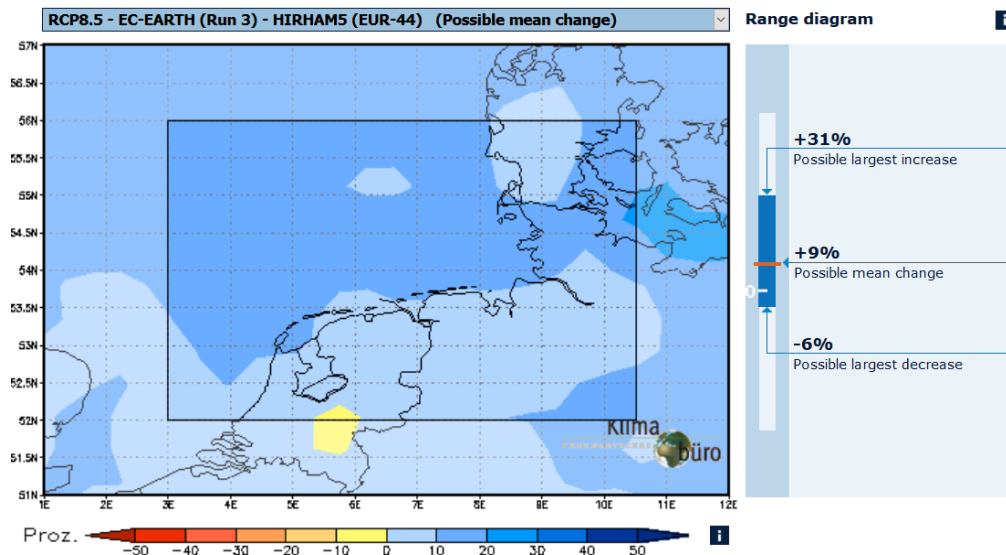 RCP8.5 - EC-EARTH (Run 3) - HIRHAM5 (EUR-44) (Possible mean change)
Range diagram
i
57N
56.5N
56N
55.5N
55N
54.5N
54N
53.5N
53N
52.5N
52N
51.5N
51N
1E 2E 3E 4E 5E 6E 7E 8E 9E 10E 11E 12E
Klima
büro
+31%
Possible largest increase
+9%
Possible mean change
0
-6%
Possible largest decrease
Proz.
-50 -40 -30 -20 -10 0 10 20 30 40 50
i